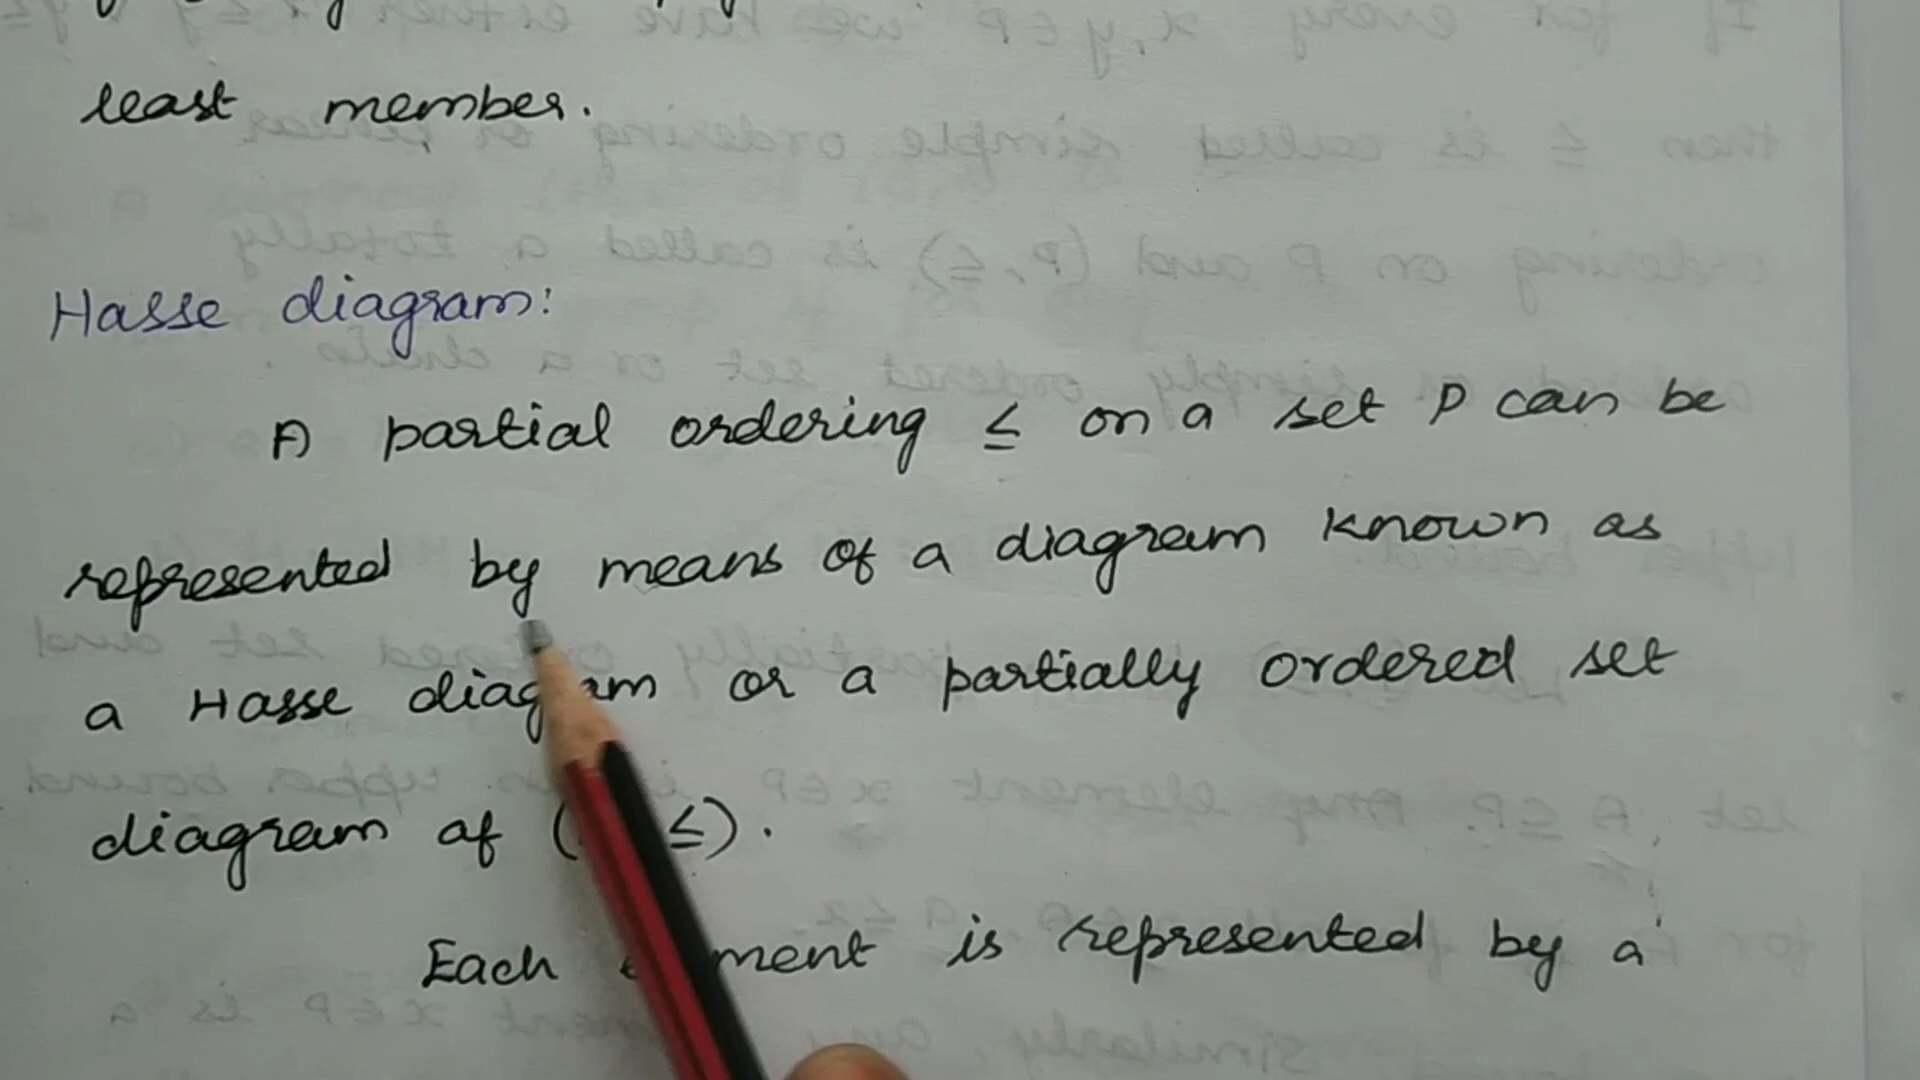 least member.
Hasse diagram:
A partial ordering ≤ on a set P can be
represented by means of a diagram known as
a Hasse diagram or a partially ordered set
diagram of ( ≤).
Each is represented by a